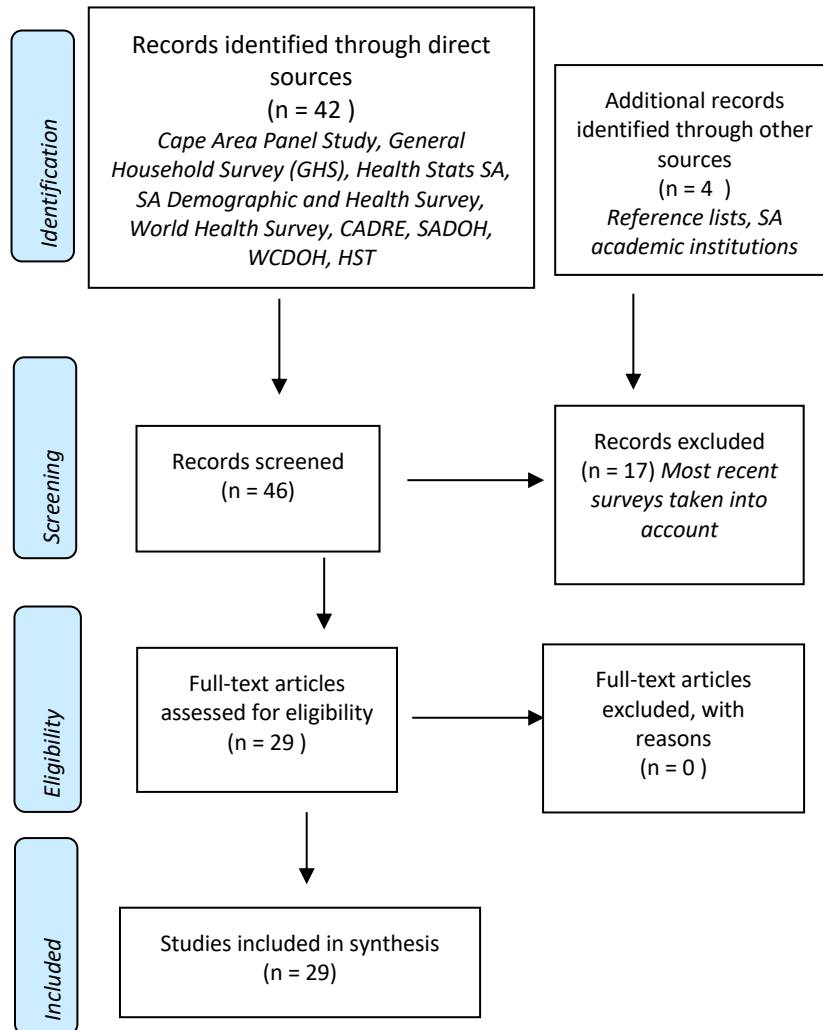 Identification
Records identified through direct
sources
(n = 42 )
Cape Area Panel Study, General
Household Survey (GHS), Health Stats SA,
SA Demographic and Health Survey,
World Health Survey, CADRE, SADOH,
WCDOH, HST
Additional records
identified through other
sources
(n = 4 )
Reference lists, SA
academic institutions
Screening
Records screened
(n = 46)
Records excluded
(n = 17) Most recent
surveys taken into
account
Eligibility
Full-text articles
assessed for eligibility
(n = 29 )
Full-text articles
excluded, with
reasons
(n = 0 )
Included
Studies included in synthesis
(n = 29)